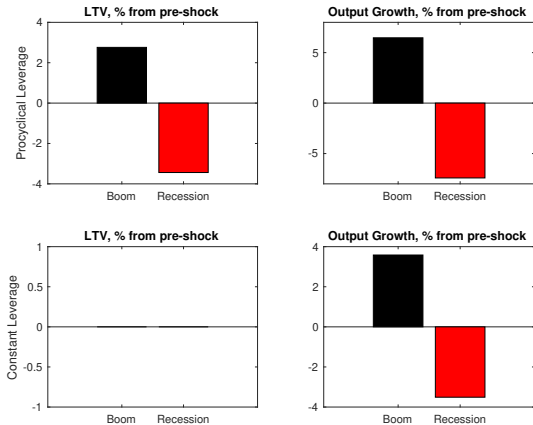 LTV, % from pre-shock
Procyclical Leverage
4
2
0
-2
-4
Boom Recession
Output Growth, % from pre-shock
5
0
-5
Boom Recession
LTV, % from pre-shock
Constant Leverage
1
0.5
0
-0.5
-1
Boom Recession
Output Growth, % from pre-shock
4
2
0
-2
-4
Boom Recession